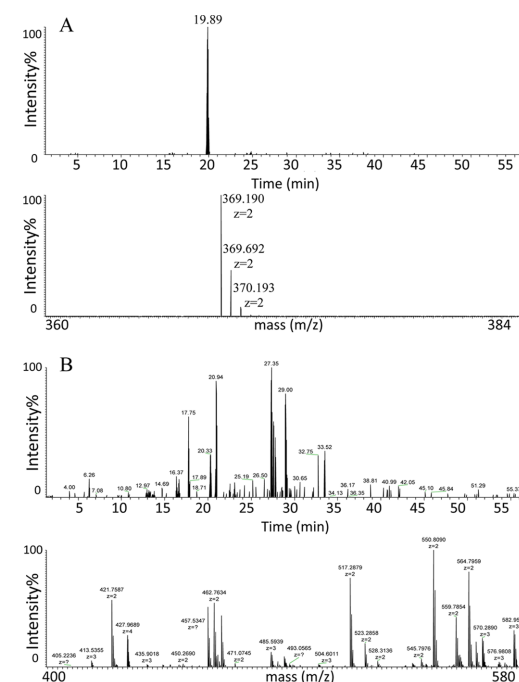 A
19.89
100
Intensity%
0
5 10 15 20 25 30 35 40 45 50 55
Time (min)
100
369.190
z=2
Intensity%
369.692
z=2
370.193
z=2
0
360 mass (m/z) 384
B
100
27.35
20.94
29.00
Intensity%
17.75
20.33
32.75
33.52
16.37
6.26
17.89
25.19
26.50
30.65
4.00
7.08
10.80
12.97
14.69
18.71
34.13
36.17
36.35
38.81
40.99
42.05
45.10
45.84
51.29
55.37
0
5 10 15 20 25 30 35 40 45 50 55
Time (min)
100
550.8090
z=2
517.2879
z=2
564.7959
z=2
421.7587
z=2
462.7634
z=2
Intensity%
427.9689
z=4
457.5347
z=?
523.2858
z=2
559.7854
z=2
570.2890
z=3
582.95
z=3
405.2236
z=?
413.5355
z=3
435.9018
z=3
450.2690
z=2
471.0745
z=2
485.5939
z=3
493.0565
z=?
504.6011
z=3
528.3136
z=2
545.7976
z=2
576.9808
z=3
0
400 mass (m/z) 580